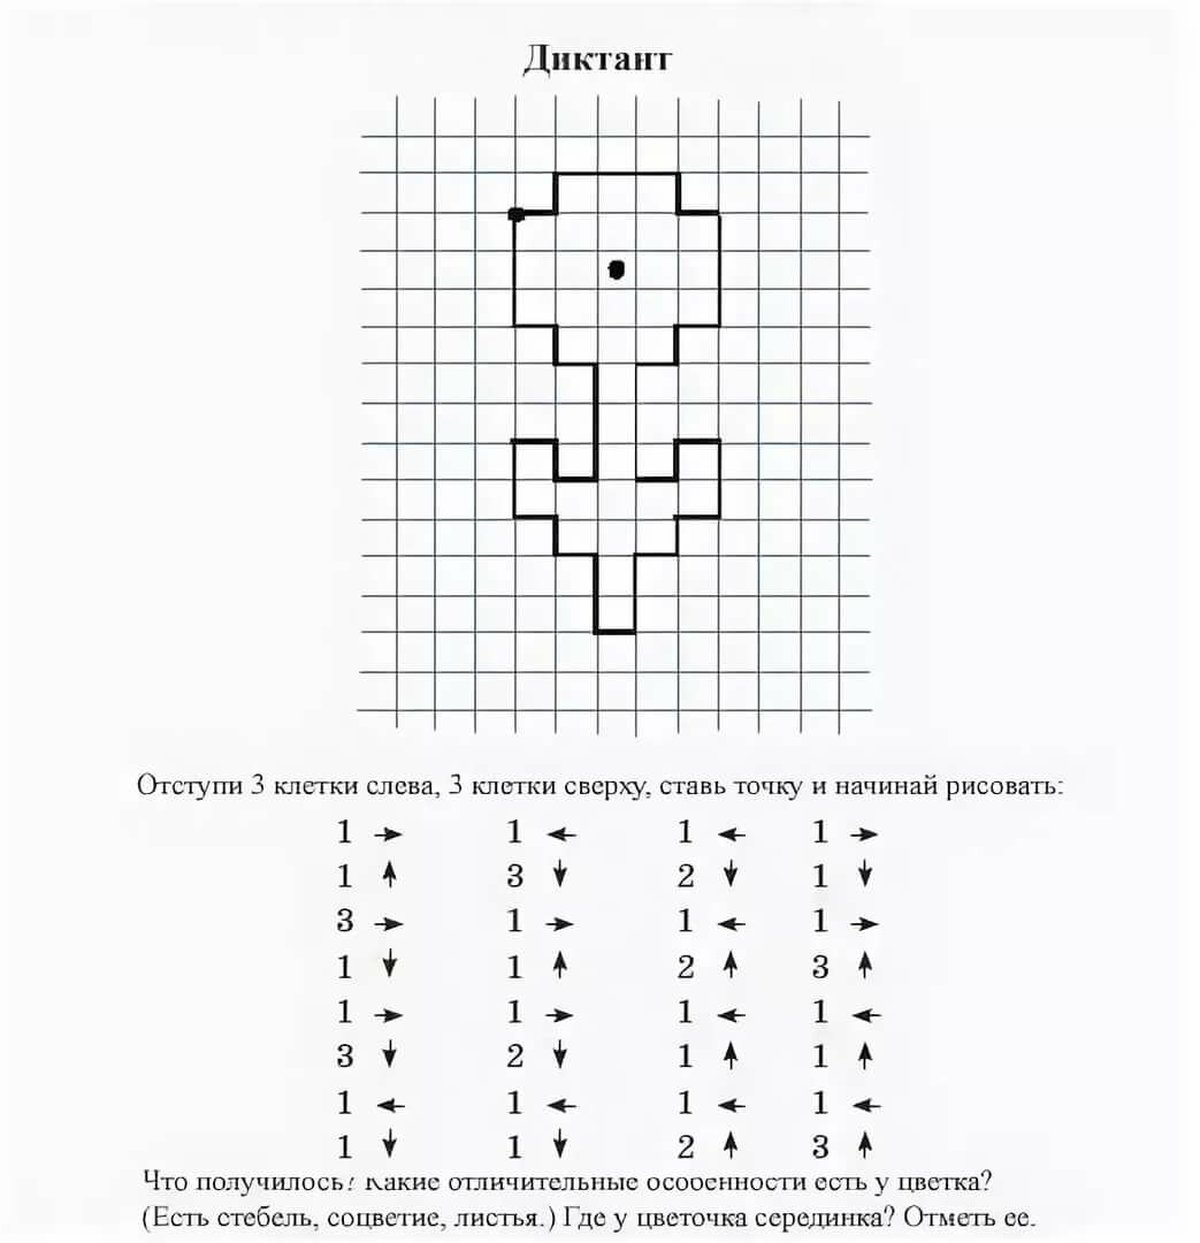 Диктант
Отступи 3 клетки слева, 3 клетки сверху, ставь точку и начинай рисовать:
1 → 1 ← 1 ← 1 →
1 ↑ 3 ↓ 2 ↓ 1 ↓
3 → 1 → 1 ← 1 →
1 ↓ 1 ↑ 2 ↑ 3 ↑
1 → 1 → 1 ← 1 ←
3 ↓ 2 ↓ 1 ↑ 1 ↑
1 ← 1 ← 1 ← 1 ←
1 ↓ 1 ↓ 2 ↑ 3 ↑
Что получилось? Какие отличительные особенности есть у цветка?
(Есть стебель, соцветие, листья.) Где у цветочка серединка? Отметь ее.